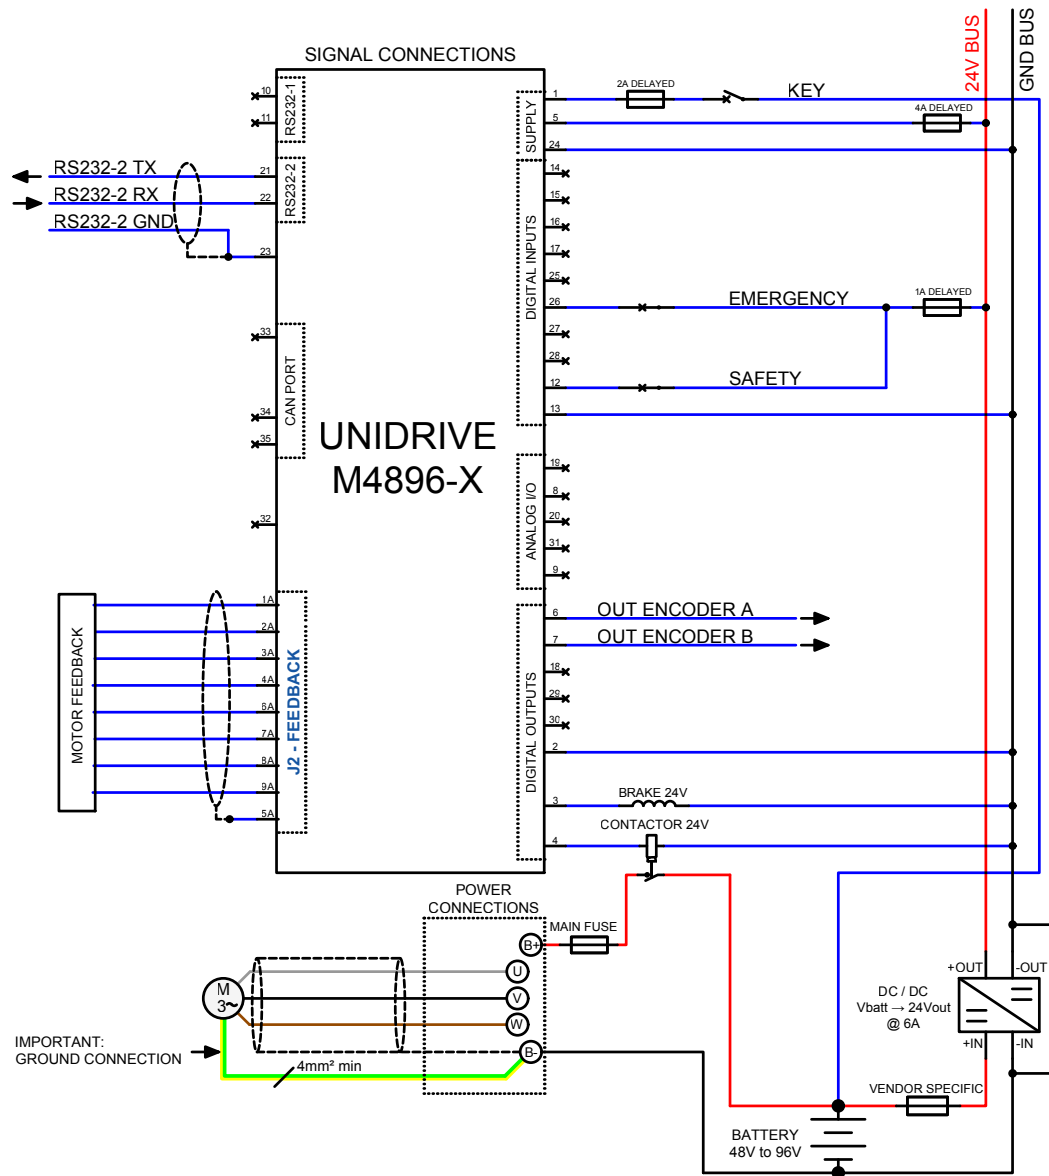 SIGNAL CONNECTIONS
24V BUS
GND BUS
10
11
RS232-1
21
22
RS232-2
23
RS232-2 TX
RS232-2 RX
RS232-2 GND
33
34
35
CAN PORT
32
UNIDRIVE
M4896-X
1
5
24
SUPPLY
2A DELAYED
KEY
4A DELAYED
14
15
16
17
25
26
27
28
12
13
DIGITAL INPUTS
EMERGENCY
1A DELAYED
SAFETY
19
8
20
31
9
ANALOG I/O
6
7
18
29
30
2
3
4
DIGITAL OUTPUTS
OUT ENCODER A
OUT ENCODER B
BRAKE 24V
CONTACTOR 24V
MOTOR FEEDBACK
1A
2A
3A
4A
6A
7A
8A
9A
5A
J2 - FEEDBACK
POWER
CONNECTIONS
MAIN FUSE
B+
U
V
W
B-
M
3~
IMPORTANT:
GROUND CONNECTION
4mm² min
+OUT
-OUT
DC / DC
Vbatt → 24Vout
@ 6A
+IN
-IN
VENDOR SPECIFIC
BATTERY
48V to 96V